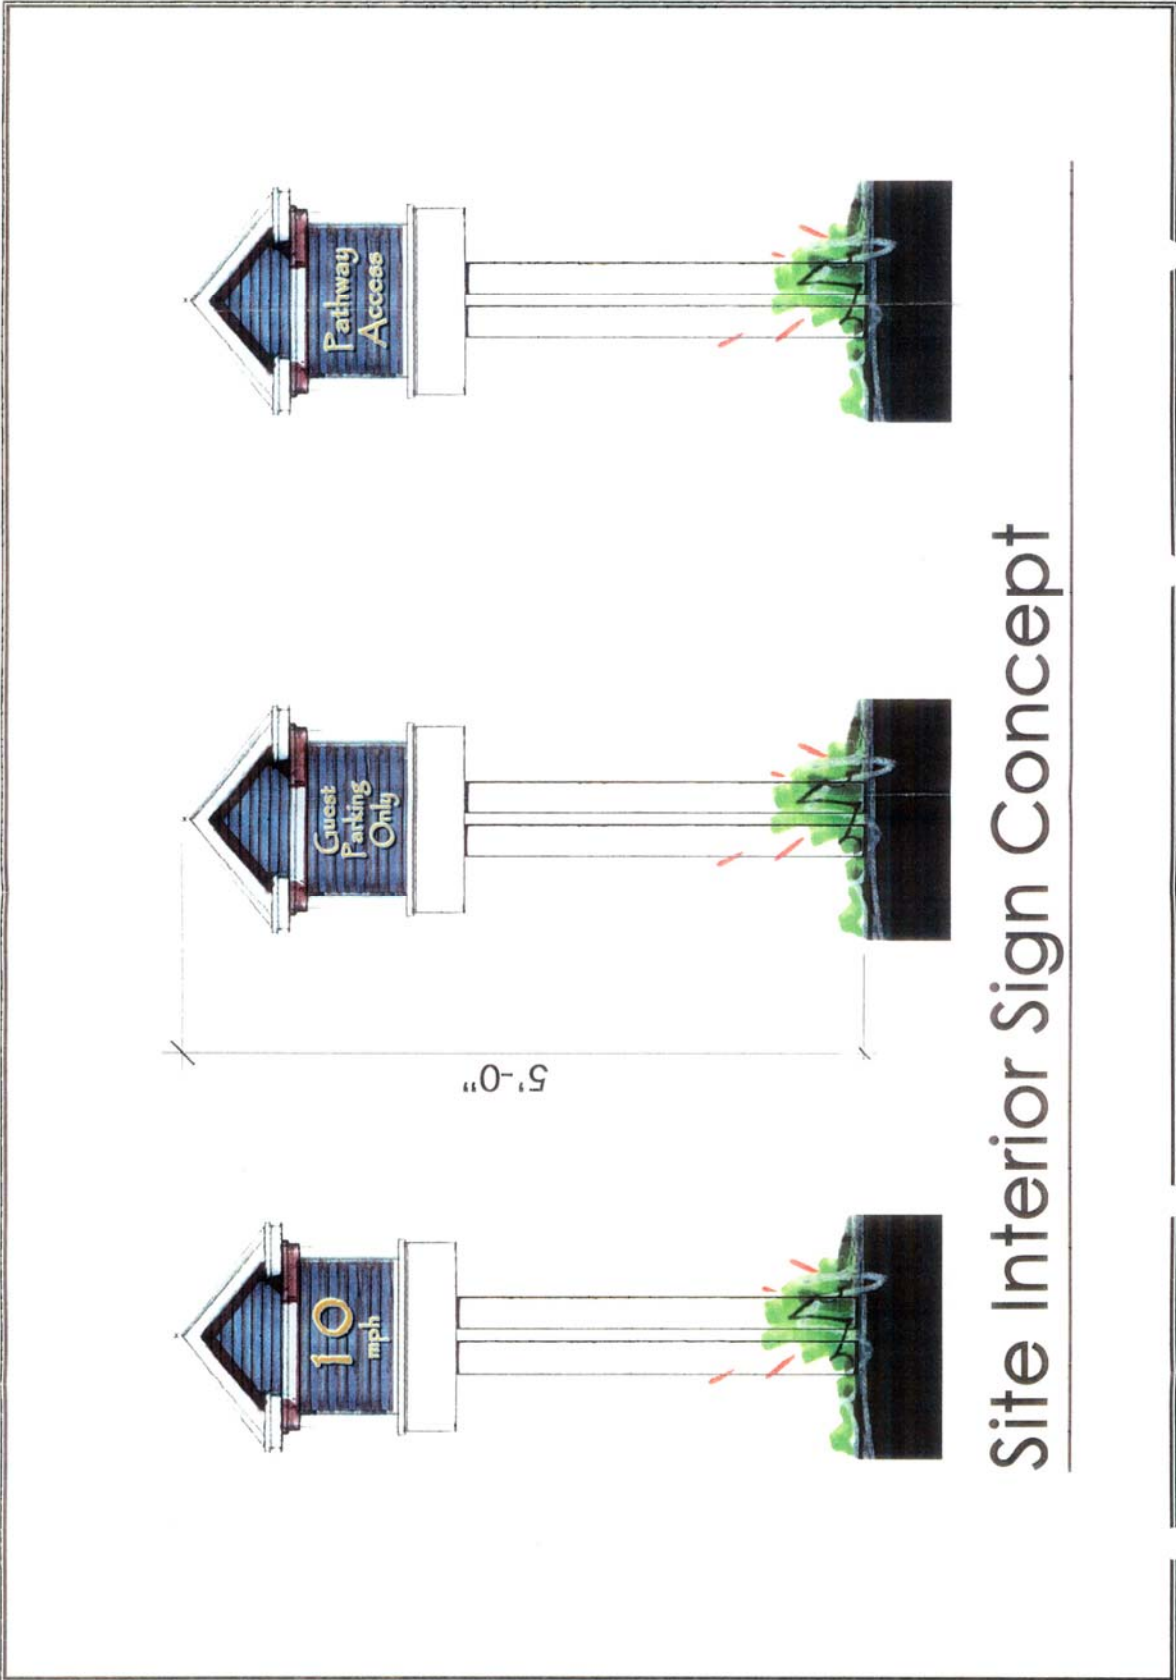 10
mph
5'-0"
Guest
Parking
Only
Pathway
Access
Site Interior Sign Concept